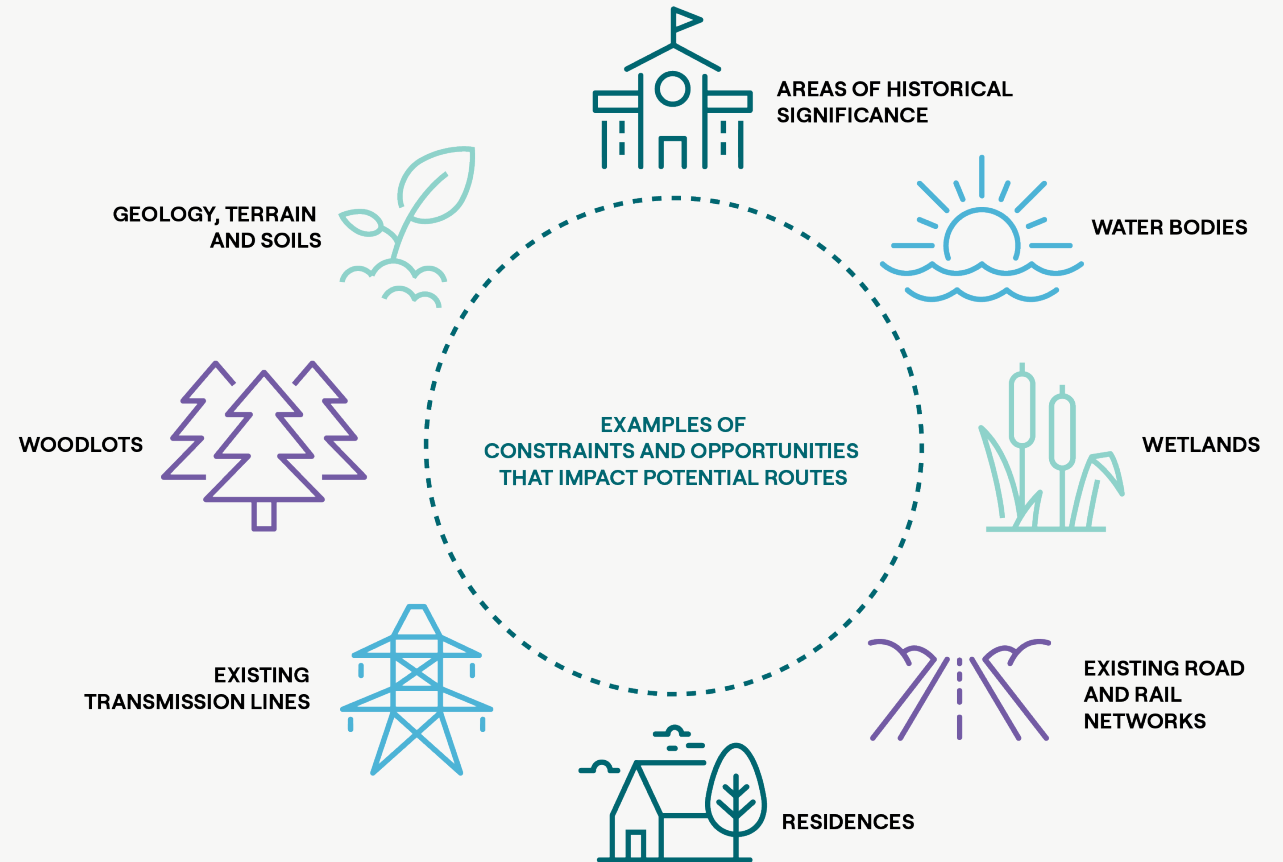 AREAS OF HISTORICAL
SIGNIFICANCE
WATER BODIES
WETLANDS
EXISTING ROAD
AND RAIL
NETWORKS
RESIDENCES
EXISTING
TRANSMISSION LINES
WOODLOTS
GEOLOGY, TERRAIN
AND SOILS
EXAMPLES OF
CONSTRAINTS AND OPPORTUNITIES
THAT IMPACT POTENTIAL ROUTES